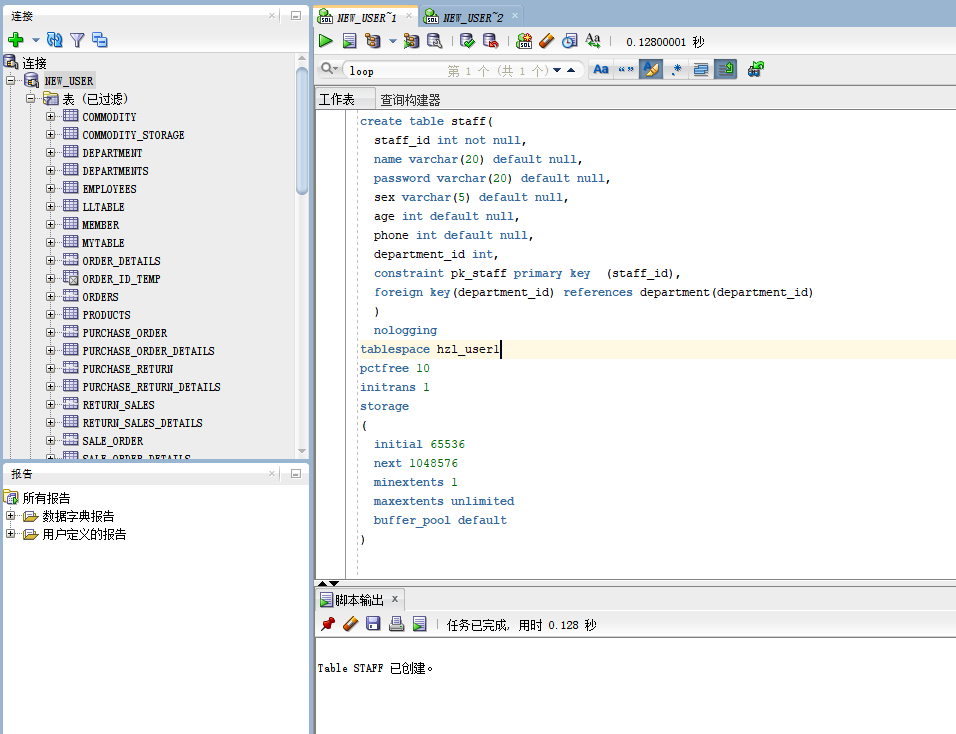 连接
NEW_USER~1
NEW_USER~2
0.12800001 秒
连接
NEW_USER
表 (已过滤)
COMMODITY
COMMODITY_STORAGE
DEPARTMENT
DEPARTMENTS
EMPLOYEES
LLTABLE
MEMBER
MYTABLE
ORDER_DETAILS
ORDER_ID_TEMP
ORDERS
PRODUCTS
PURCHASE_ORDER
PURCHASE_ORDER_DETAILS
PURCHASE_RETURN
PURCHASE_RETURN_DETAILS
RETURN_SALES
RETURN_SALES_DETAILS
SALE_ORDER
SALE_ORDER_DETAILS
报告
所有报告
数据字典报告
用户定义的报告
loop 第 1 个 (共 1 个)
Aa “” .*
工作表 查询构建器
create table staff(
staff_id int not null,
name varchar(20) default null,
password varchar(20) default null,
sex varchar(5) default null,
age int default null,
phone int default null,
department_id int,
constraint pk_staff primary key  (staff_id),
foreign key(department_id) references department(department_id)
)
nologging
tablespace hzl_user1
pctfree 10
initrans 1
storage
(
initial 65536
next 1048576
minextents 1
maxextents unlimited
buffer_pool default
)
脚本输出
任务已完成, 用时 0.128 秒
Table STAFF 已创建。